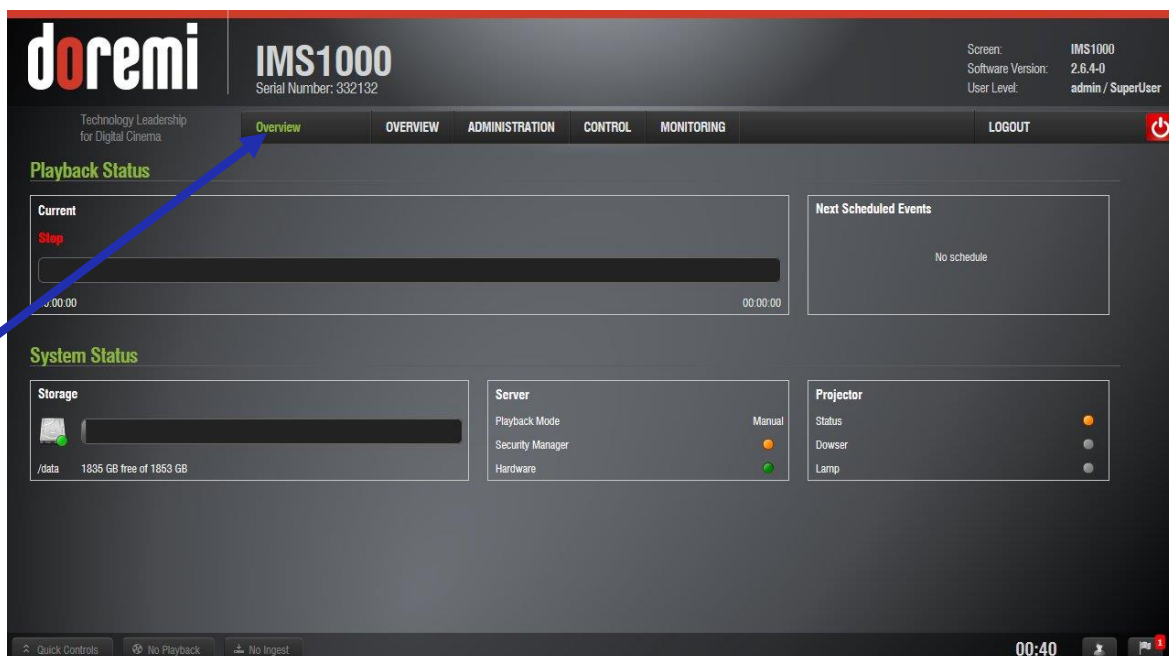 doremi
IMS1000
Serial Number: 332132
Screen: IMS1000
Software Version: 2.6.4-0
User Level: admin / SuperUser
Technology Leadership
for Digital Cinema
Overview OVERVIEW ADMINISTRATION CONTROL MONITORING LOGOUT
Playback Status
Current
Stop
00:00:00
Next Scheduled Events
No schedule
System Status
Storage
/data 1835 GB free of 1853 GB
Server
Playback Mode Manual
Security Manager
Hardware
Projector
Status
Dowser
Lamp
Quick Controls No Playback No Ingest 00:40 1